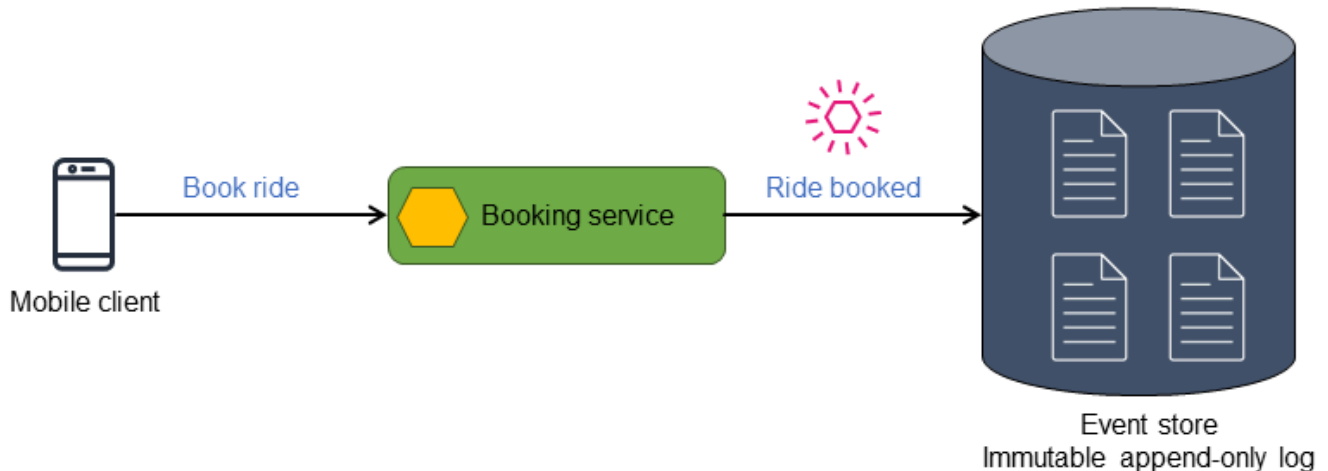 Book ride
Booking service
Ride booked
Mobile client
Event store
Immutable append-only log